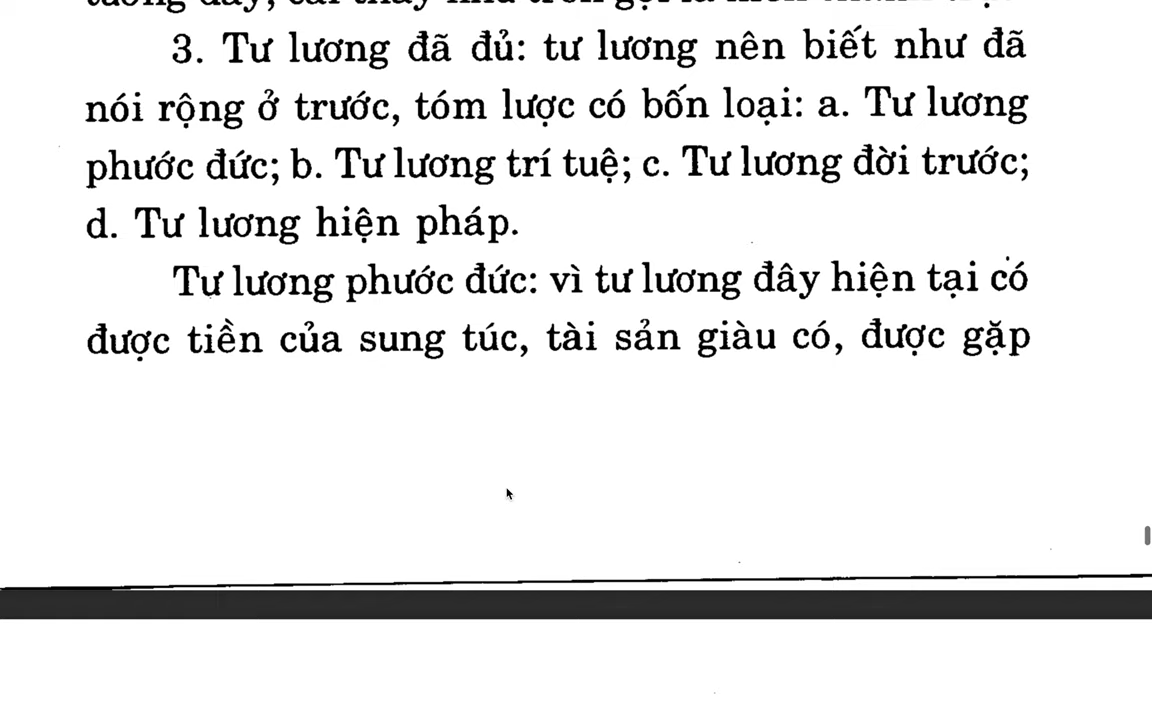 3. Tư lương đã đủ: tư lương nên biết như đã
nói rộng ở trước, tóm lược có bốn loại: a. Tư lương
phước đức; b. Tư lương trí tuệ; c. Tư lương đời trước;
d. Tư lương hiện pháp.
Tư lương phước đức: vì tư lương đây hiện tại có
được tiền của sung túc, tài sản giàu có, được gặp